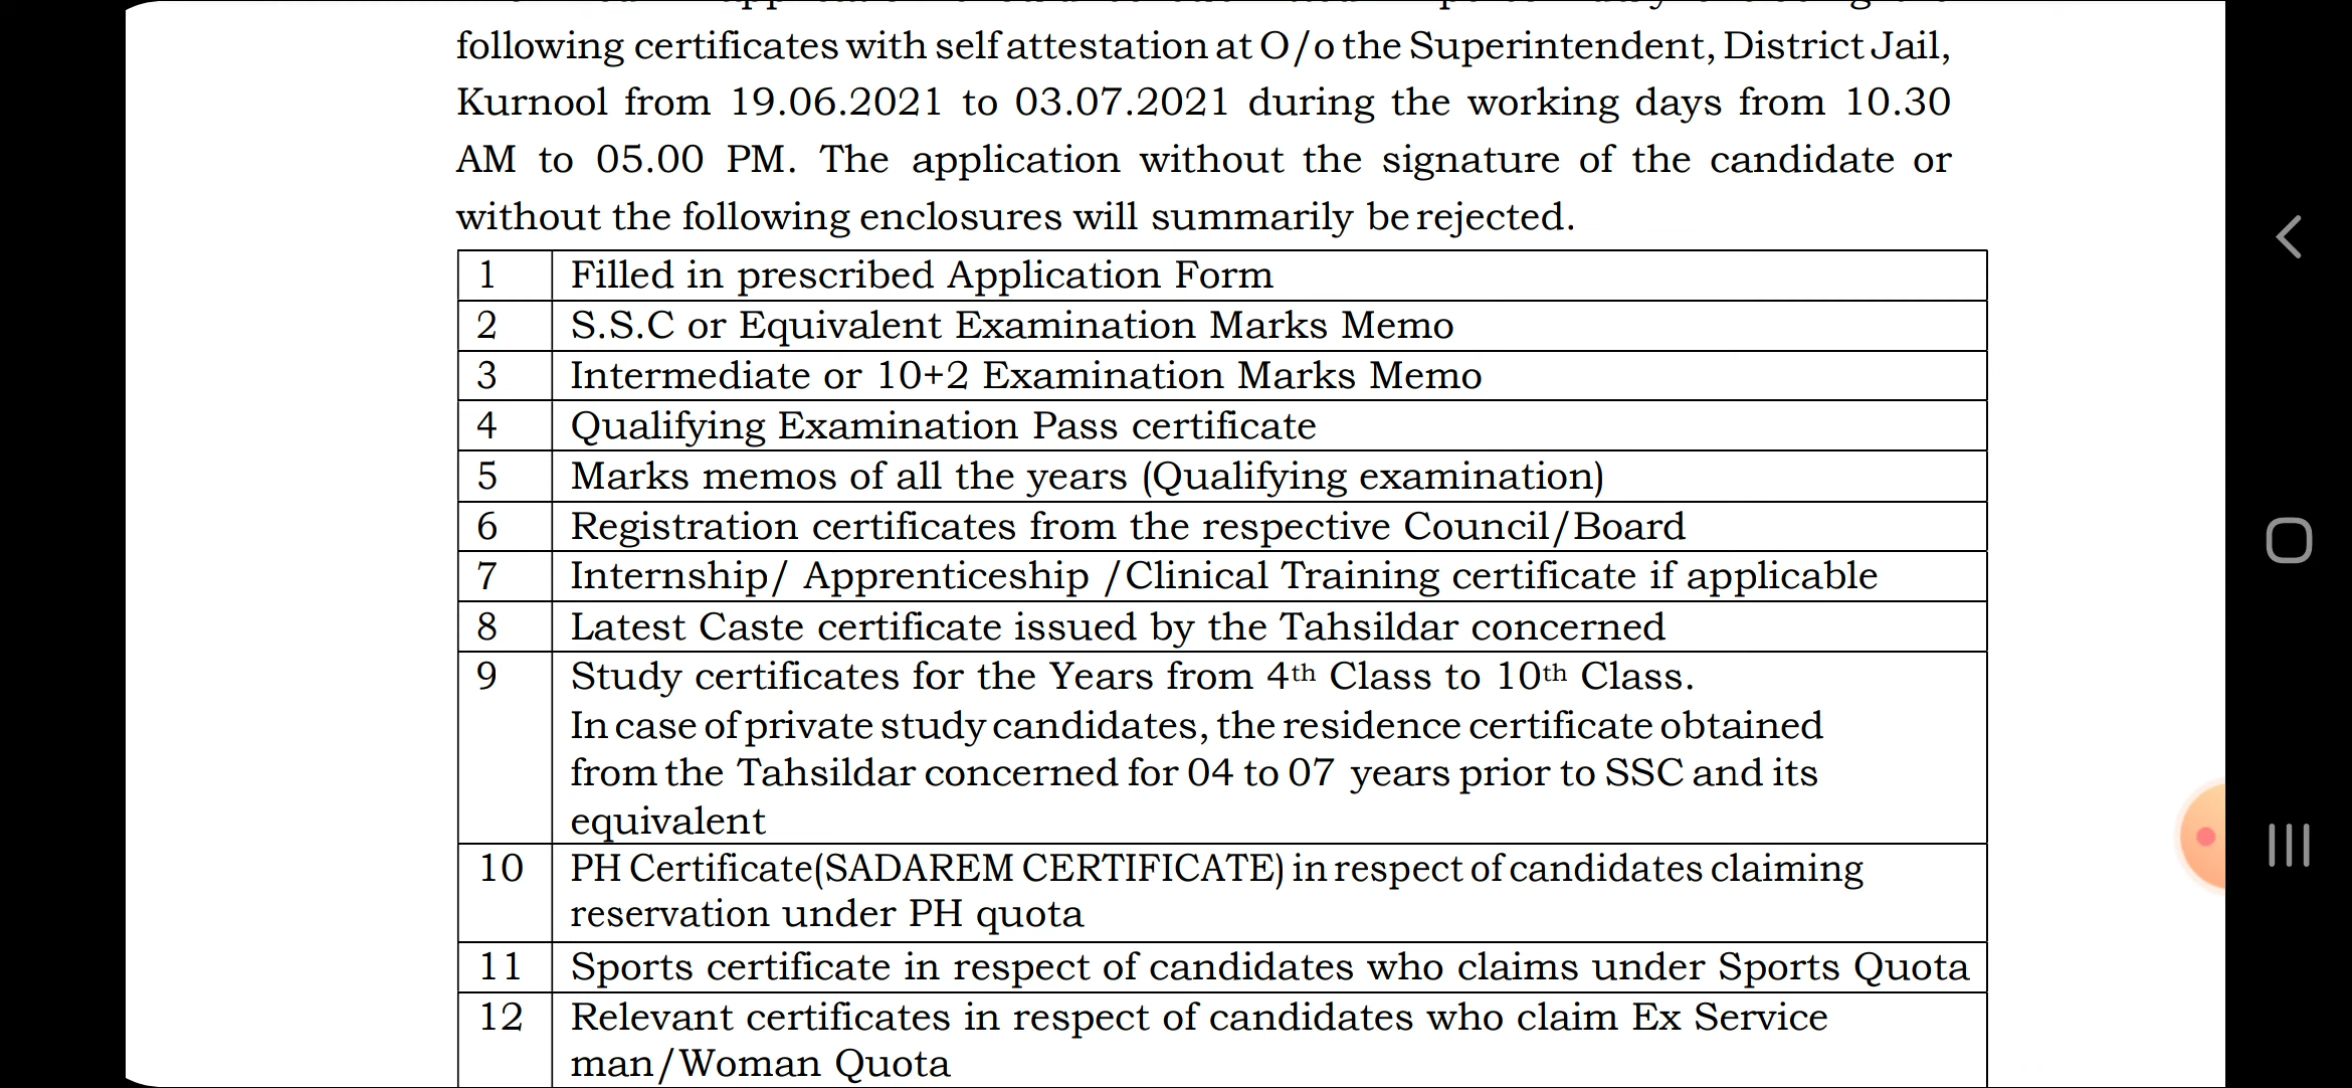 following certificates with self attestation at O/o the Superintendent, District Jail,
Kurnool from 19.06.2021 to 03.07.2021 during the working days from 10.30
AM to 05.00 PM. The application without the signature of the candidate or
without the following enclosures will summarily be rejected.
1 Filled in prescribed Application Form
2 S.S.C or Equivalent Examination Marks Memo
3 Intermediate or 10+2 Examination Marks Memo
4 Qualifying Examination Pass certificate
5 Marks memos of all the years (Qualifying examination)
6 Registration certificates from the respective Council/Board
7 Internship/ Apprenticeship /Clinical Training certificate if applicable
8 Latest Caste certificate issued by the Tahsildar concerned
9 Study certificates for the Years from 4th Class to 10th Class.
In case of private study candidates, the residence certificate obtained
from the Tahsildar concerned for 04 to 07 years prior to SSC and its
equivalent
10 PH Certificate(SADAREM CERTIFICATE) in respect of candidates claiming
reservation under PH quota
11 Sports certificate in respect of candidates who claims under Sports Quota
12 Relevant certificates in respect of candidates who claim Ex Service
man/Woman Quota